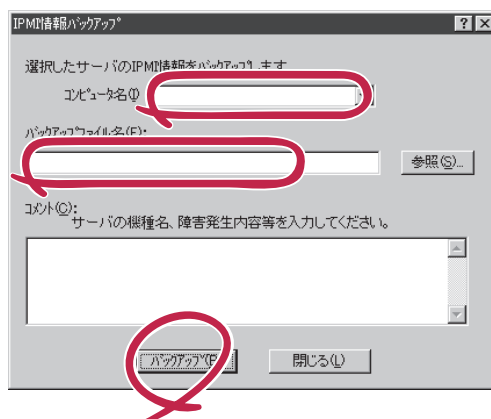 IPMI情報ﾊﾞｯｸｱｯﾌﾟ
選択したサーバのIPMI情報をﾊﾞｯｸｱｯﾌﾟします
ｺﾝﾋﾟｭｰﾀ名(I)
ﾊﾞｯｸｱｯﾌﾟﾌｧｲﾙ名(F):
参照(S)...
ｺﾒﾝﾄ(C):
サーバの機種名、障害発生内容等を入力してください。
ﾊﾞｯｸｱｯﾌﾟ(P)
閉じる(L)